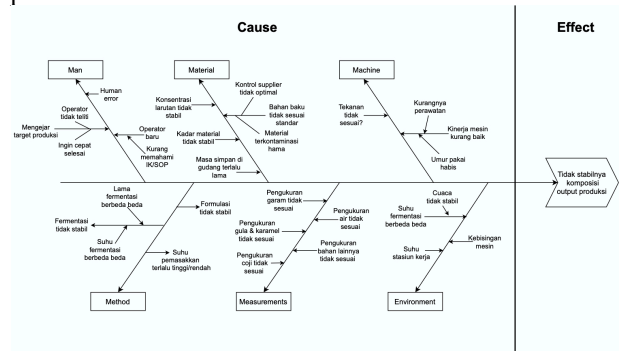 Cause
Effect
Man
Material
Machine
Human
error
Operator
tidak teliti
Mengejar
target produksi
Ingin cepat
selesai
Operator
baru
Kurang
memahami
IK/SOP
Konsentrasi
larutan tidak
stabil
Kontrol supplier
tidak optimal
Bahan baku
tidak sesuai
standar
Kadar material
tidak stabil
Material
terkontaminasi
hama
Masa simpan di
gudang terlalu
lama
Tekanan
tidak
sesuai?
Kurangnya
perawatan
Kinerja mesin
kurang baik
Umur pakai
habis
Tidak stabilnya
komposisi
output produksi
Lama
fermentasi
berbeda beda
Fermentasi
tidak stabil
Suhu
fermentasi
berbeda beda
Formulasi
tidak stabil
Suhu
pemasakkan
terlalu tinggi/rendah
Pengukuran
garam tidak
sesuai
Pengukuran
air tidak
sesuai
Pengukuran
gula & karamel
tidak sesuai
Pengukuran
bahan lainnya
tidak sesuai
Pengukuran
coji tidak
sesuai
Cuaca
tidak stabil
Suhu
fermentasi
berbeda beda
Kebisingan
mesin
Suhu
stasiun kerja
Method
Measurements
Environment